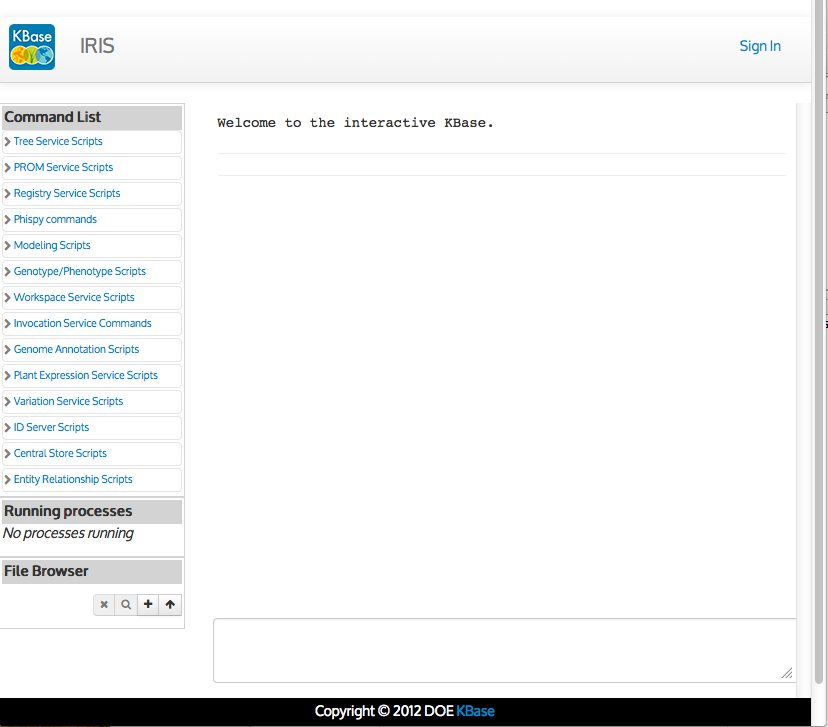 KBase
IRIS
Sign In
Command List
Tree Service Scripts
PROM Service Scripts
Registry Service Scripts
Phispy commands
Modeling Scripts
Genotype/Phenotype Scripts
Workspace Service Scripts
Invocation Service Commands
Genome Annotation Scripts
Plant Expression Service Scripts
Variation Service Scripts
ID Server Scripts
Central Store Scripts
Entity Relationship Scripts
Running processes
No processes running
File Browser
Welcome to the interactive KBase.
Copyright © 2012 DOE KBase